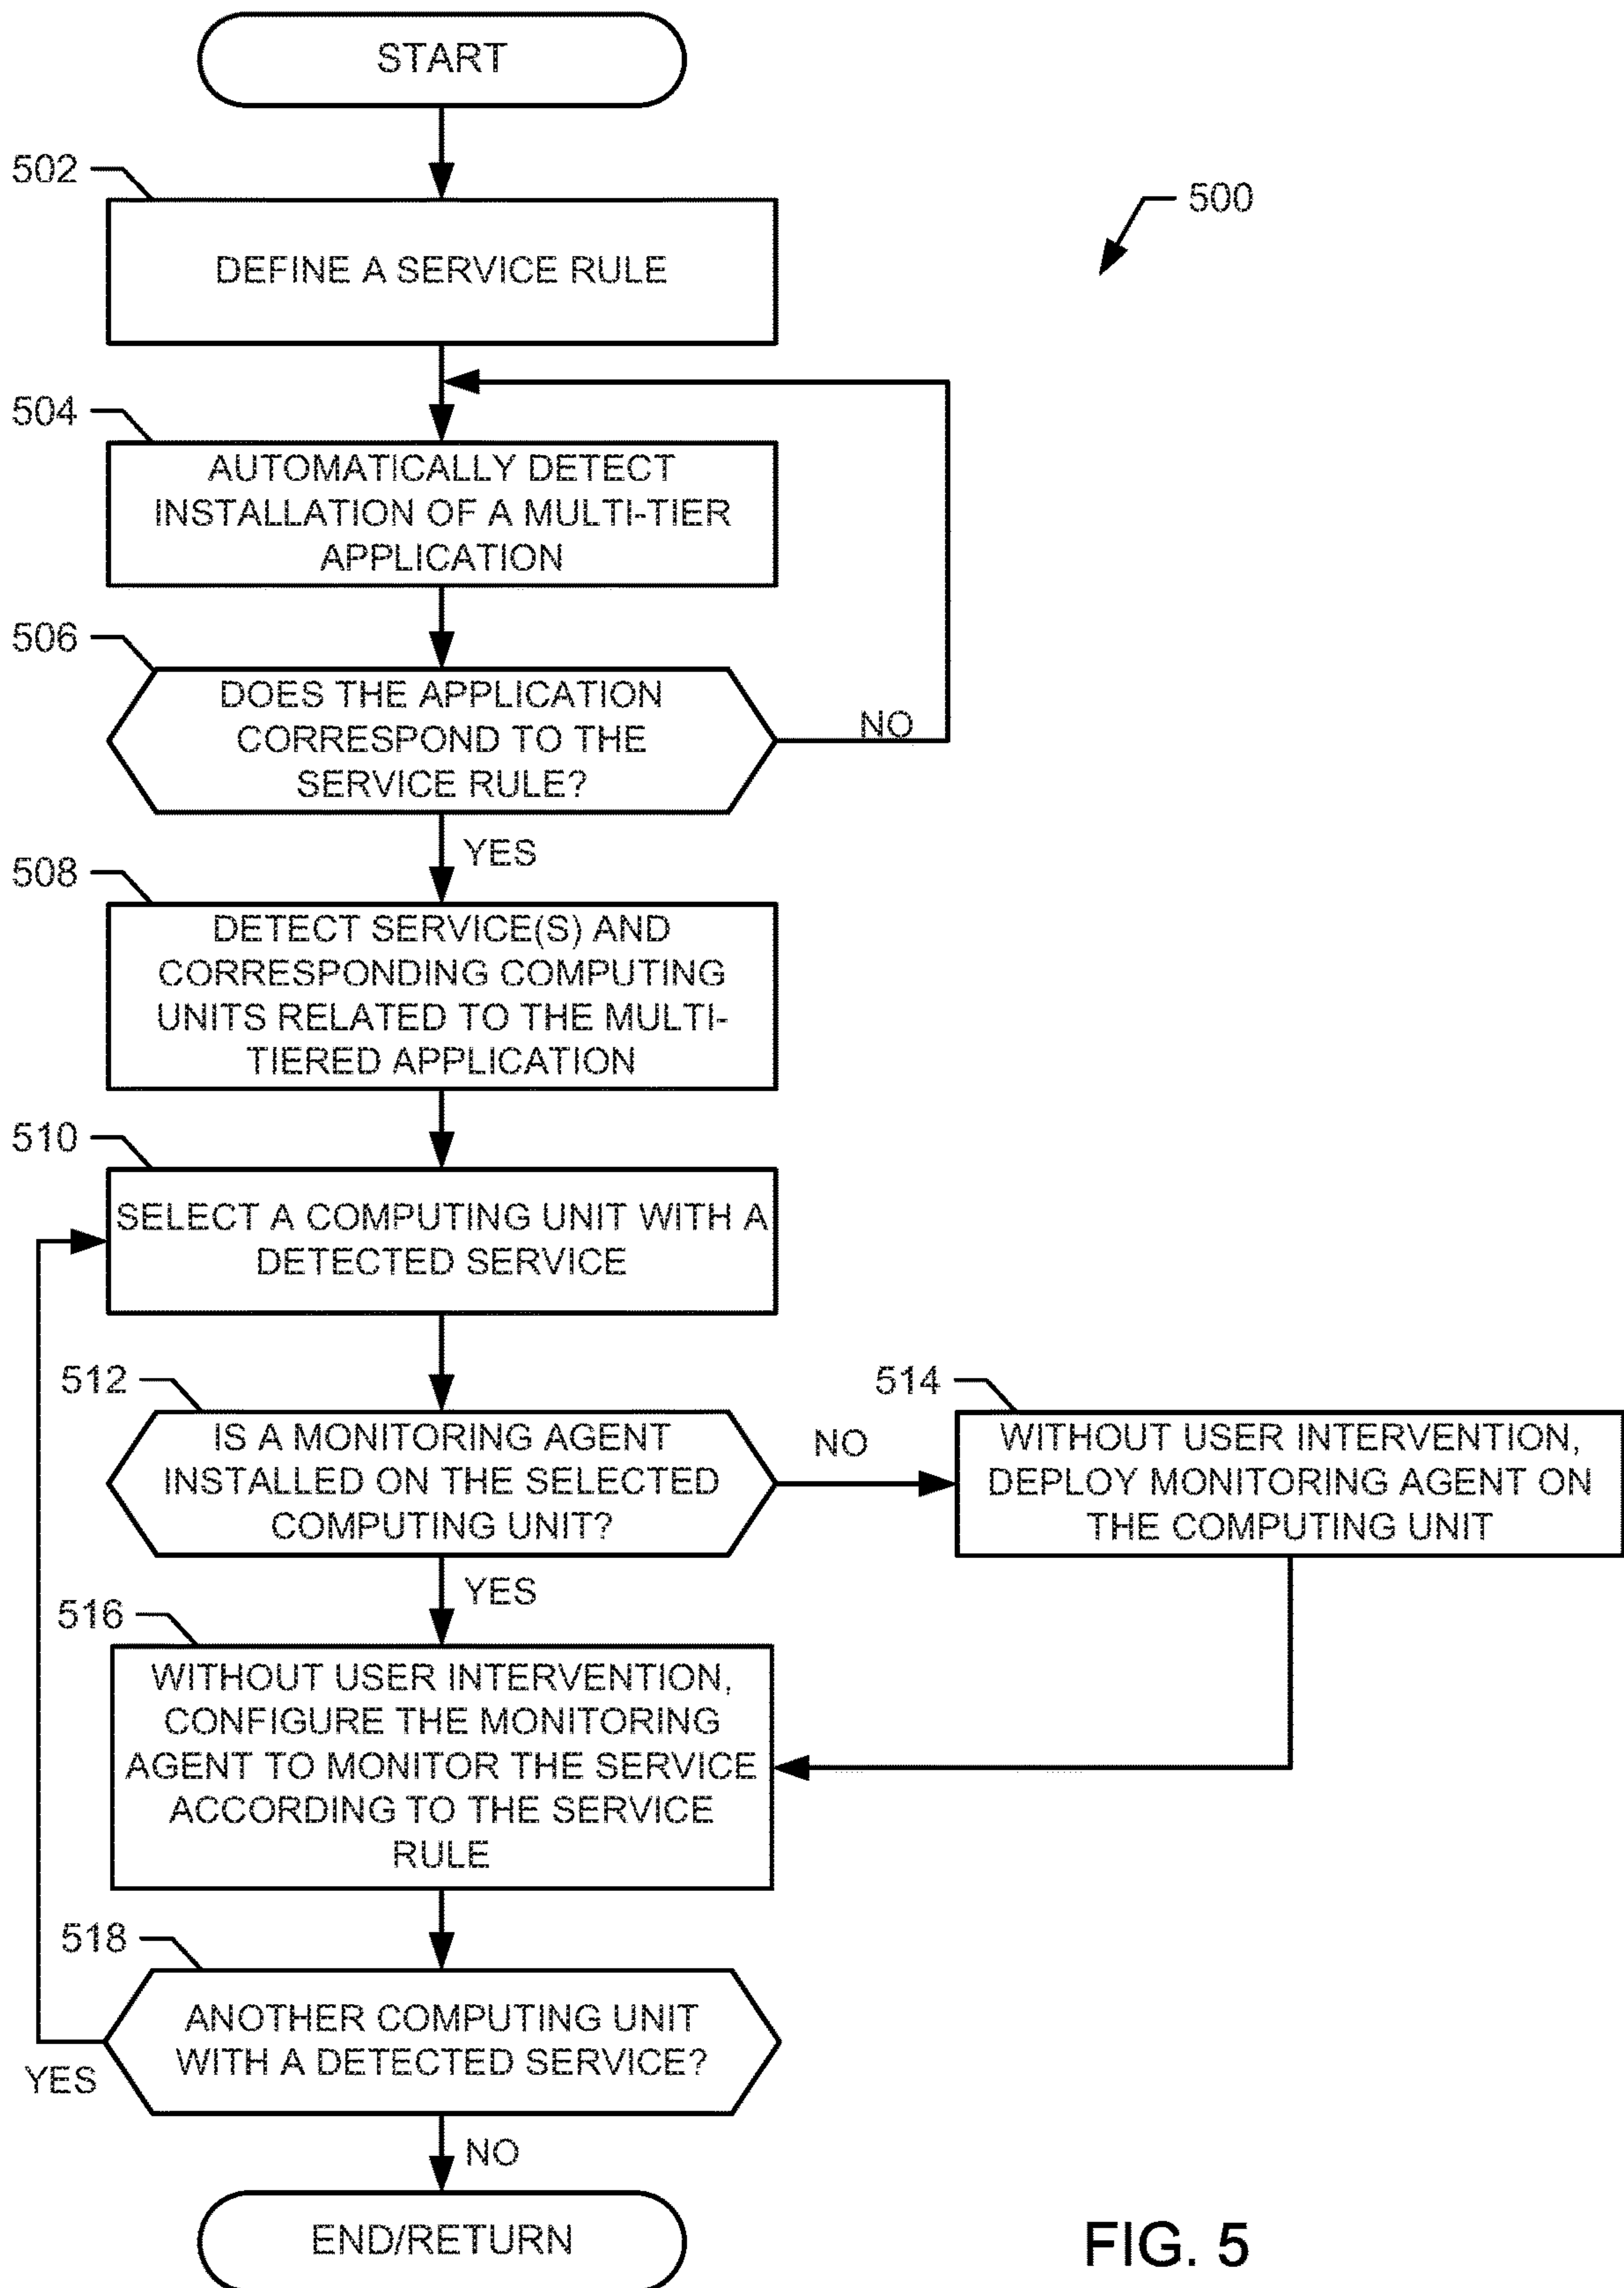 START
502
500
DEFINE A SERVICE RULE
504
AUTOMATICALLY DETECT
INSTALLATION OF A MULTI-TIER
APPLICATION
506
DOES THE APPLICATION
CORRESPOND TO THE
SERVICE RULE?
NO
YES
508
DETECT SERVICE(S) AND
CORRESPONDING COMPUTING
UNITS RELATED TO THE MULTI-
TIERED APPLICATION
510
SELECT A COMPUTING UNIT WITH A
DETECTED SERVICE
512
IS A MONITORING AGENT
INSTALLED ON THE SELECTED
COMPUTING UNIT?
NO
514
WITHOUT USER INTERVENTION,
DEPLOY MONITORING AGENT ON
THE COMPUTING UNIT
YES
516
WITHOUT USER INTERVENTION,
CONFIGURE THE MONITORING
AGENT TO MONITOR THE SERVICE
ACCORDING TO THE SERVICE
RULE
518
ANOTHER COMPUTING UNIT
WITH A DETECTED SERVICE?
YES
NO
END/RETURN
FIG. 5